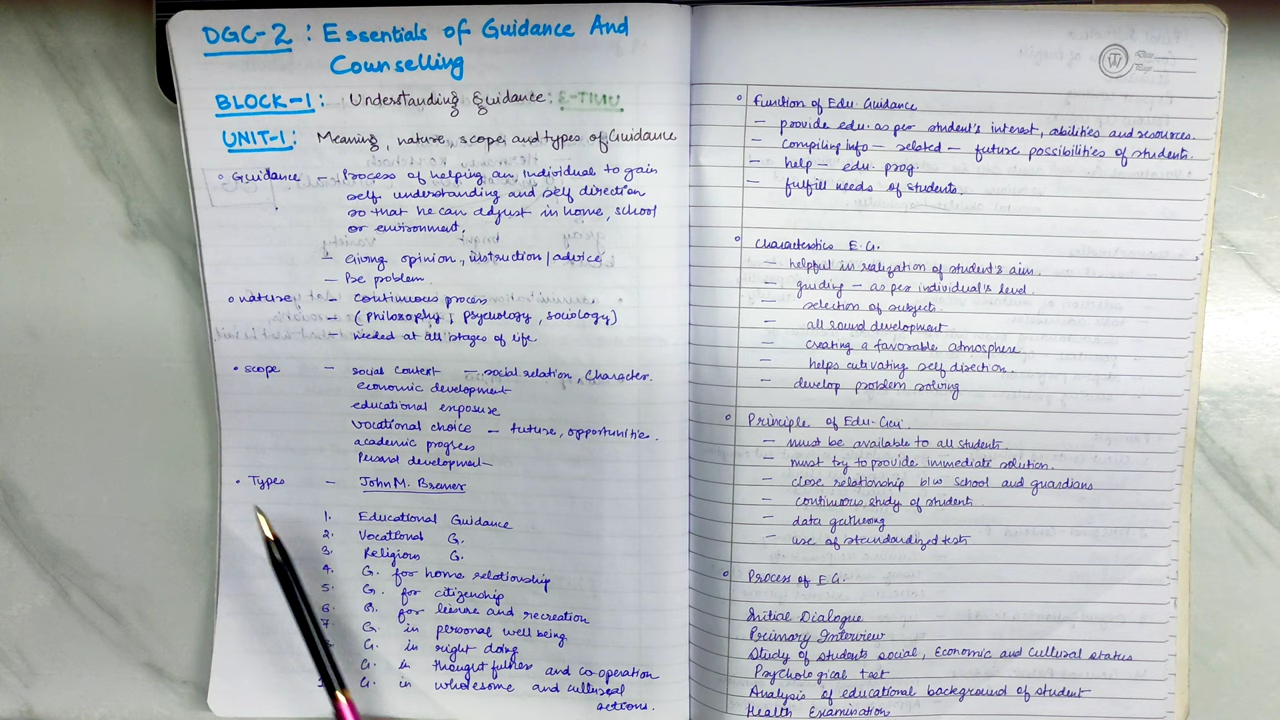 DGC-2 : Essentials of Guidance And
Counselling
BLOCK-1: Understanding Guidance:
UNIT-1: Meaning, nature, scope, and types of Guidance
• Guidance - Process of helping an individual to gain
self understanding and self direction
so that he can adjust in home, school
or environment,
- Giving opinion, instruction/advice
- problem
• nature - continuous process
- (Philosophy, psychology, sociology)
- needed at all stages of life
• scope - social context - social relation, Character.
economic development
educational exposure
vocational choice - future, opportunities.
academic progress
development
• Types - John M. Brewer
1. Educational Guidance
2. Vocational G.
3. Religious G.
4. G. for home relationship
5. G. for citizenship
6 G. for leisure and recreation
7 G. in personal well being
G. in right doing
G. in thoughtfulness and co-operation
G. in wholesome and cultural
actions.
Date
Page
• Function of Edu. Guidance
- provide edu. as per student's interest, abilities and resources.
- Compiling info - related - future possibilities of students.
- help - edu. prog.
- fulfill needs of students.
• Characteristics E.G.
- helpful in realization of student's aim.
- guiding - as per individual's level.
- selection of subjects.
- all sound development
- creating a favorable atmosphere
- helps cutivating self direction.
- develop problem solving
• Principle of Edu-Gui.
- must be available to all students.
- must try to provide immediate solution.
- close relationship b/w school and guardians
- continuous study of students
- data gathering
- use of standardized tests
• Process of E.G.
Initial Dialogue
Primary Interview
Study of students social, Economic and Cultural status
Psychological test
Analysis of educational background of student
Health Examination